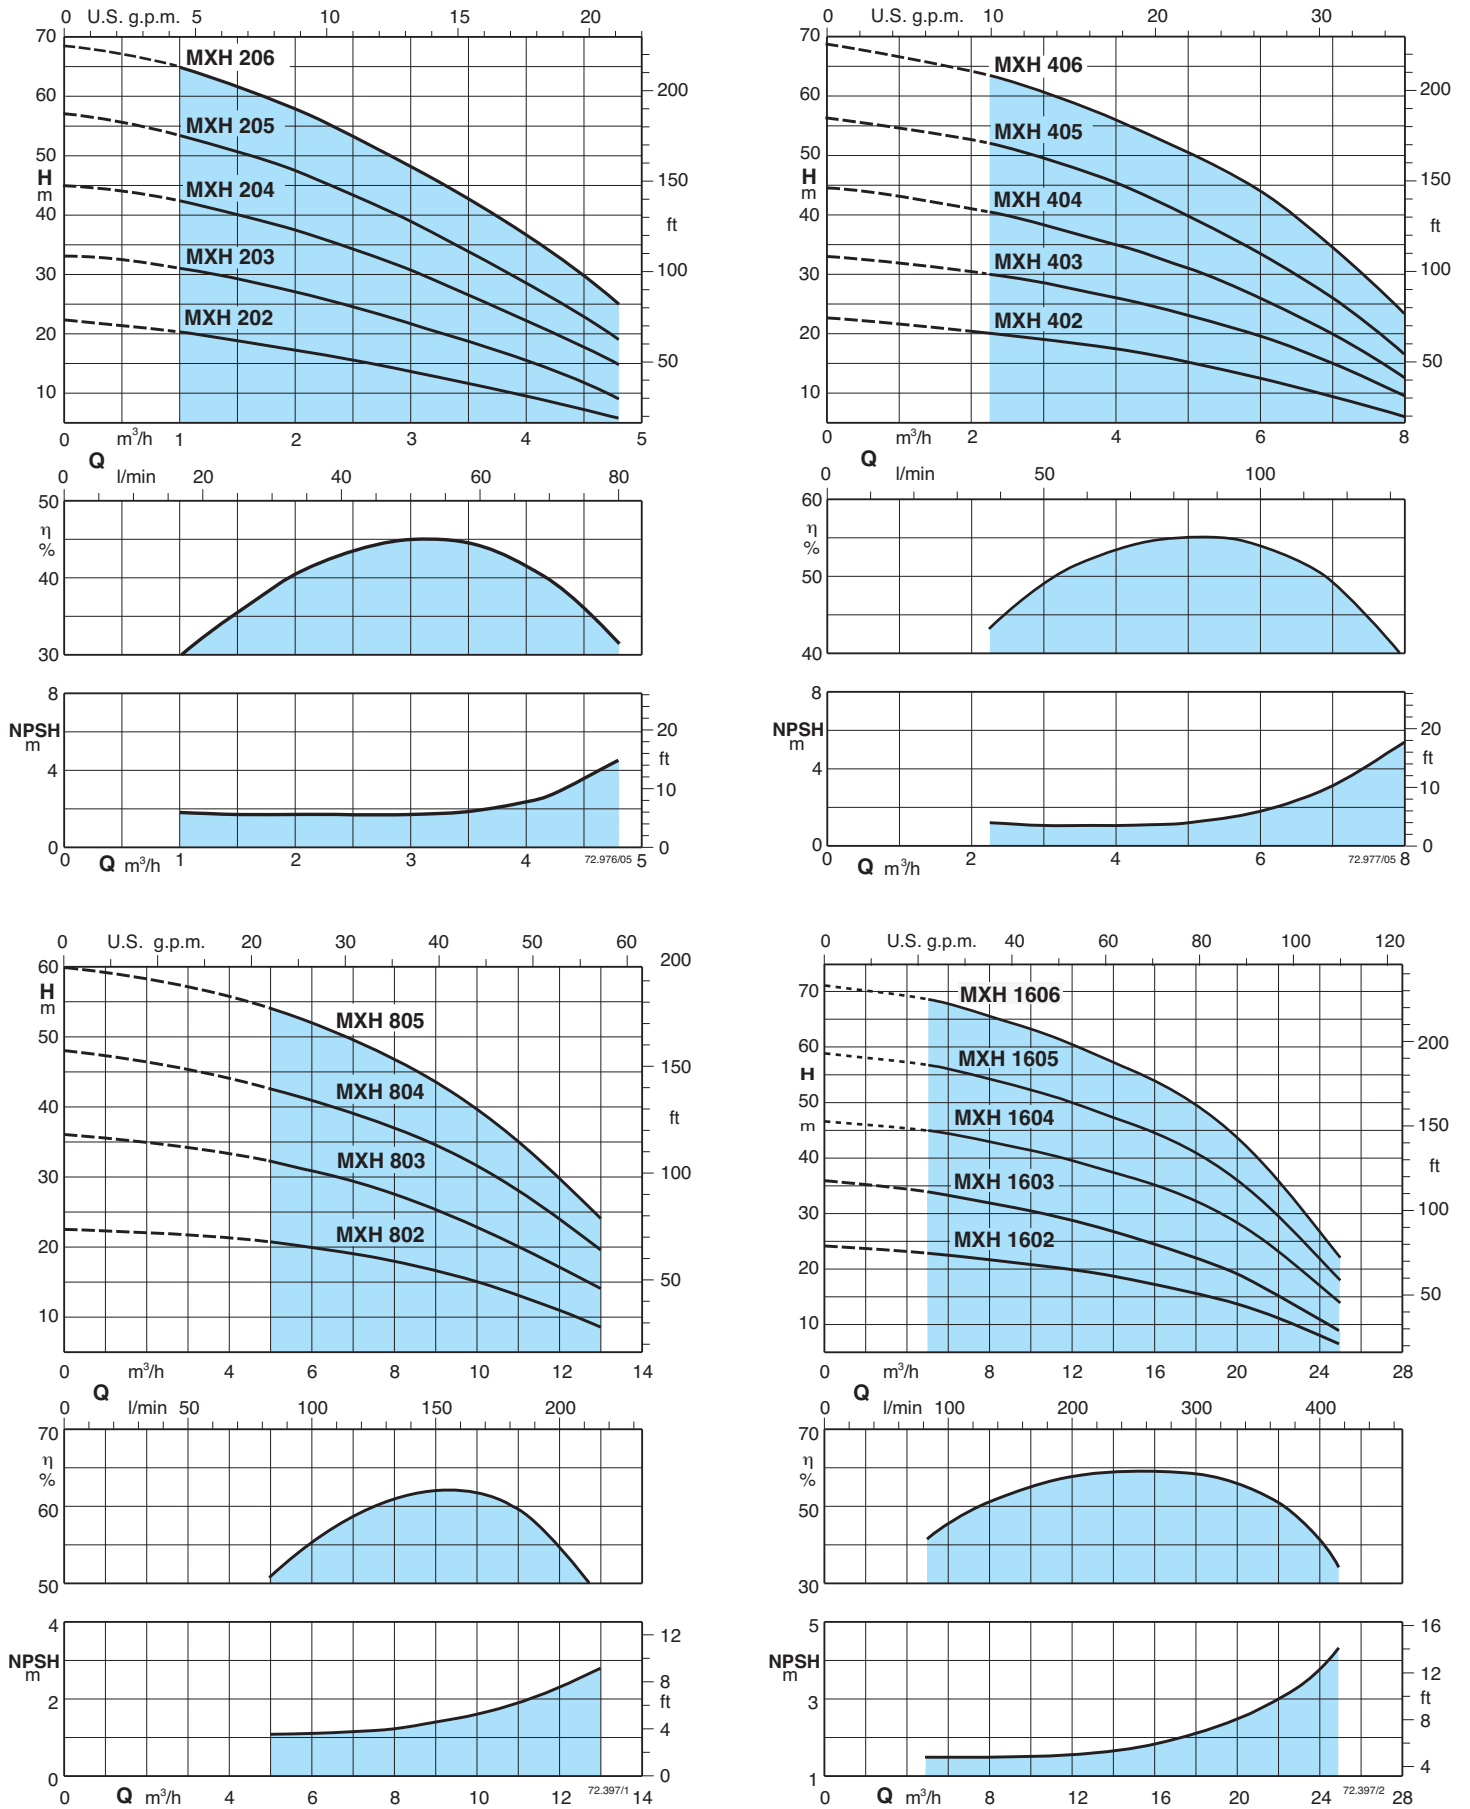 0 U.S. g.p.m. 5 10 15 20
70 60 50 40 30 20 10
H
m
MXH 206
MXH 205
MXH 204
MXH 203
MXH 202
200 150 100 50
ft
0 m³/h 1 2 3 4 5
Q
0 l/min 20 40 60 80
50 40 30
η
%
8 4 0
NPSH
m
20 10 0
ft
0 Q m³/h 1 2 3 4 72.976/05 5
0 U.S. g.p.m. 10 20 30
70 60 50 40 30 20 10
H
m
MXH 406
MXH 405
MXH 404
MXH 403
MXH 402
200 150 100 50
ft
0 m³/h 2 4 6 8
Q
0 l/min 50 100
60 50 40
η
%
8 4 0
NPSH
m
20 10 0
ft
0 Q m³/h 2 4 6 72.977/05 8
0 U.S. g.p.m. 20 30 40 50 60
60 50 40 30 20 10
H
m
MXH 805
MXH 804
MXH 803
MXH 802
200 150 100 50
ft
0 m³/h 4 6 8 10 12 14
Q
0 l/min 50 100 150 200
70 60 50
η
%
4 2 0
NPSH
m
12 8 4 0
ft
0 Q m³/h 4 6 8 10 12 72.397/1 14
0 U.S. g.p.m. 40 60 80 100 120
70 60 50 40 30 20 10
H
m
MXH 1606
MXH 1605
MXH 1604
MXH 1603
MXH 1602
200 150 100 50
ft
0 m³/h 8 12 16 20 24 28
Q
0 l/min 100 200 300 400
70 50 30
η
%
5 3 1
NPSH
m
16 12 8 4
ft
0 Q m³/h 8 12 16 20 24 72.397/2 28